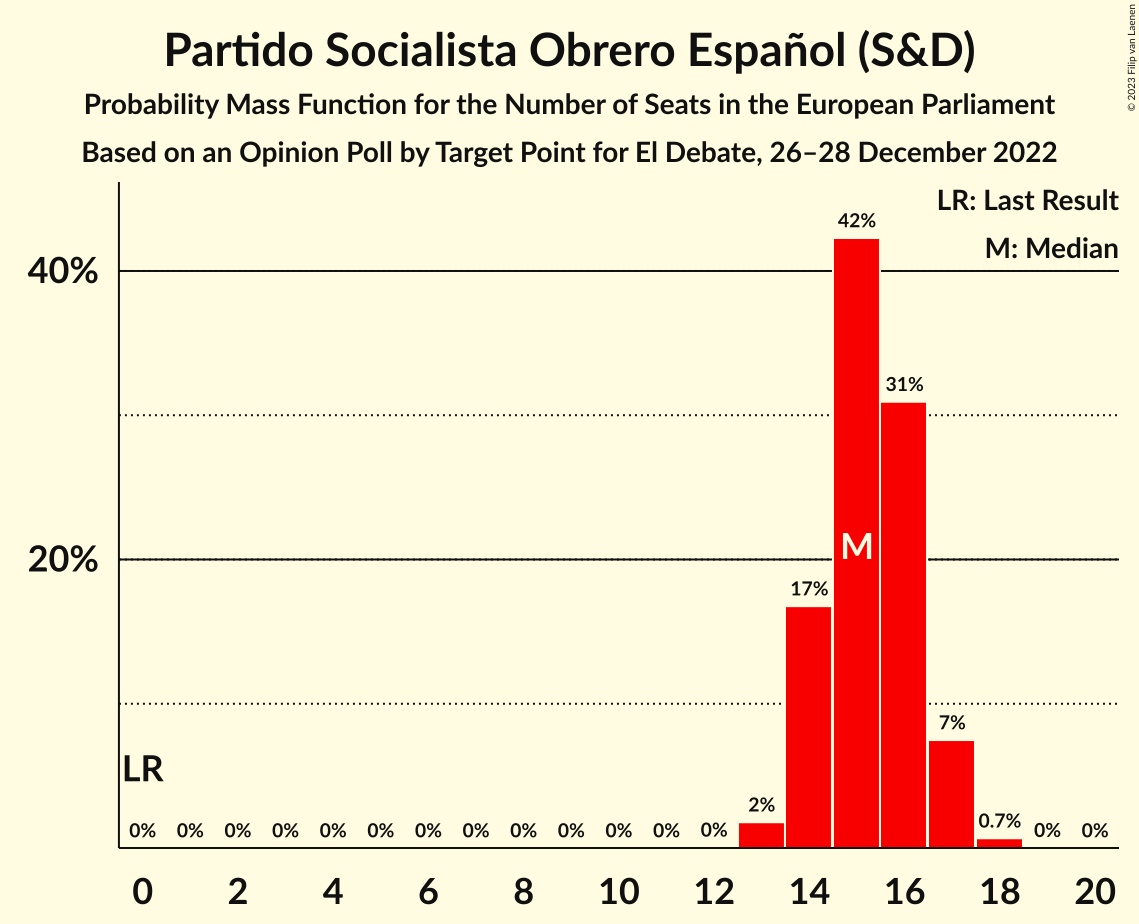 Partido Socialista Obrero Español (S&D)
Probability Mass Function for the Number of Seats in the European Parliament
Based on an Opinion Poll by Target Point for El Debate, 26–28 December 2022
© 2023 Filip van Laenen
LR: Last Result
M: Median
42%
40%
31%
M
20%
17%
7%
LR
2%
0.7%
0% 0% 0% 0% 0% 0% 0% 0% 0% 0% 0% 0% 0% 0% 0%
0 2 4 6 8 10 12 14 16 18 20